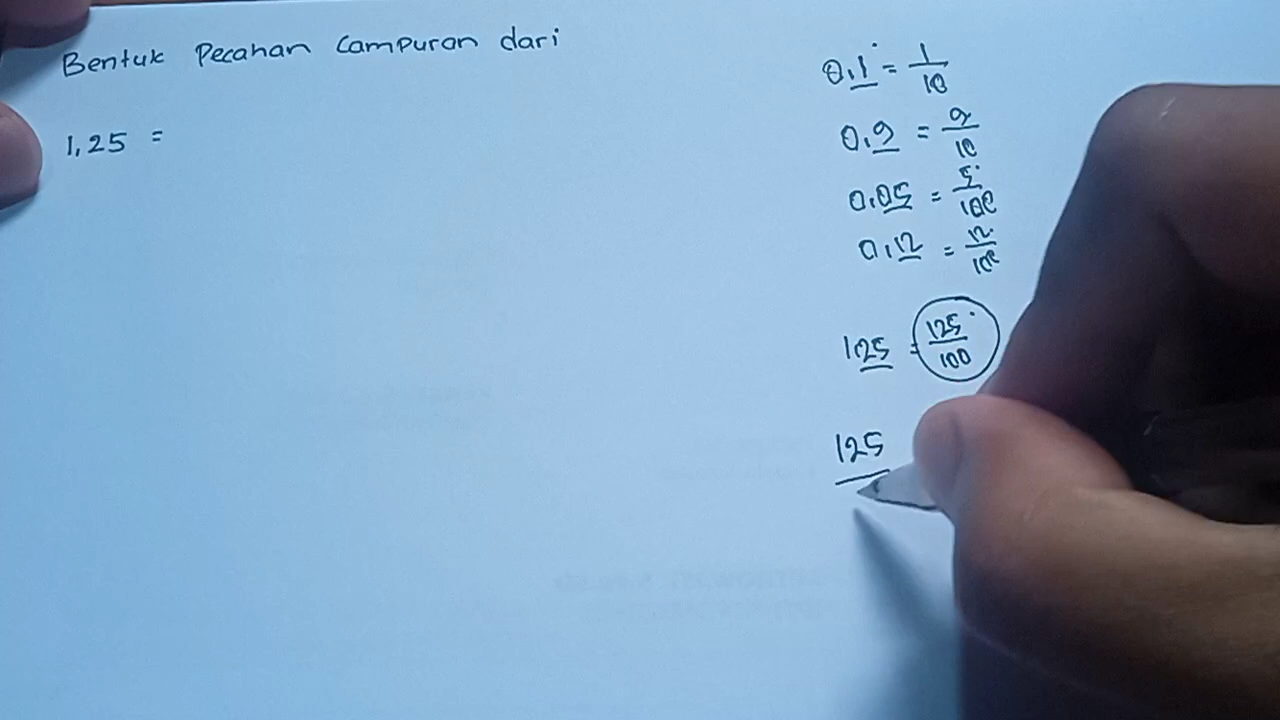 Bentuk Pecahan Campuran dari
1,25 =
0,1 = 1/10
0,9 = 9/10
0,05 = 5/100
0,12 = 12/100
125 = 125/100
125